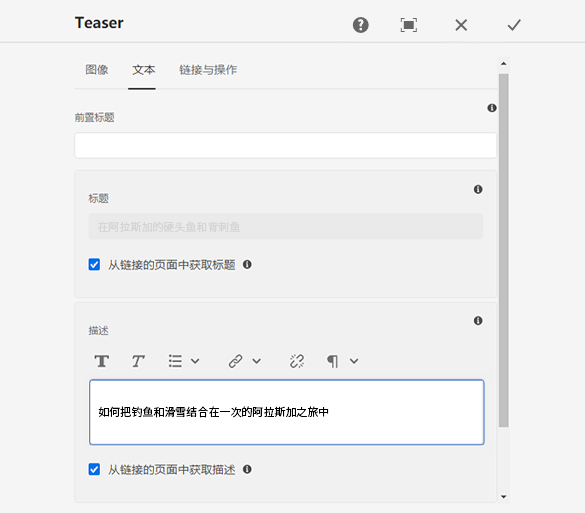 Teaser
图像 文本 链接与操作
前置标题
标题
在阿拉斯加的硬头鱼和背刺鱼
从链接的页面中获取标题
描述
如何把钓鱼和滑雪结合在一次的阿拉斯加之旅中
从链接的页面中获取描述